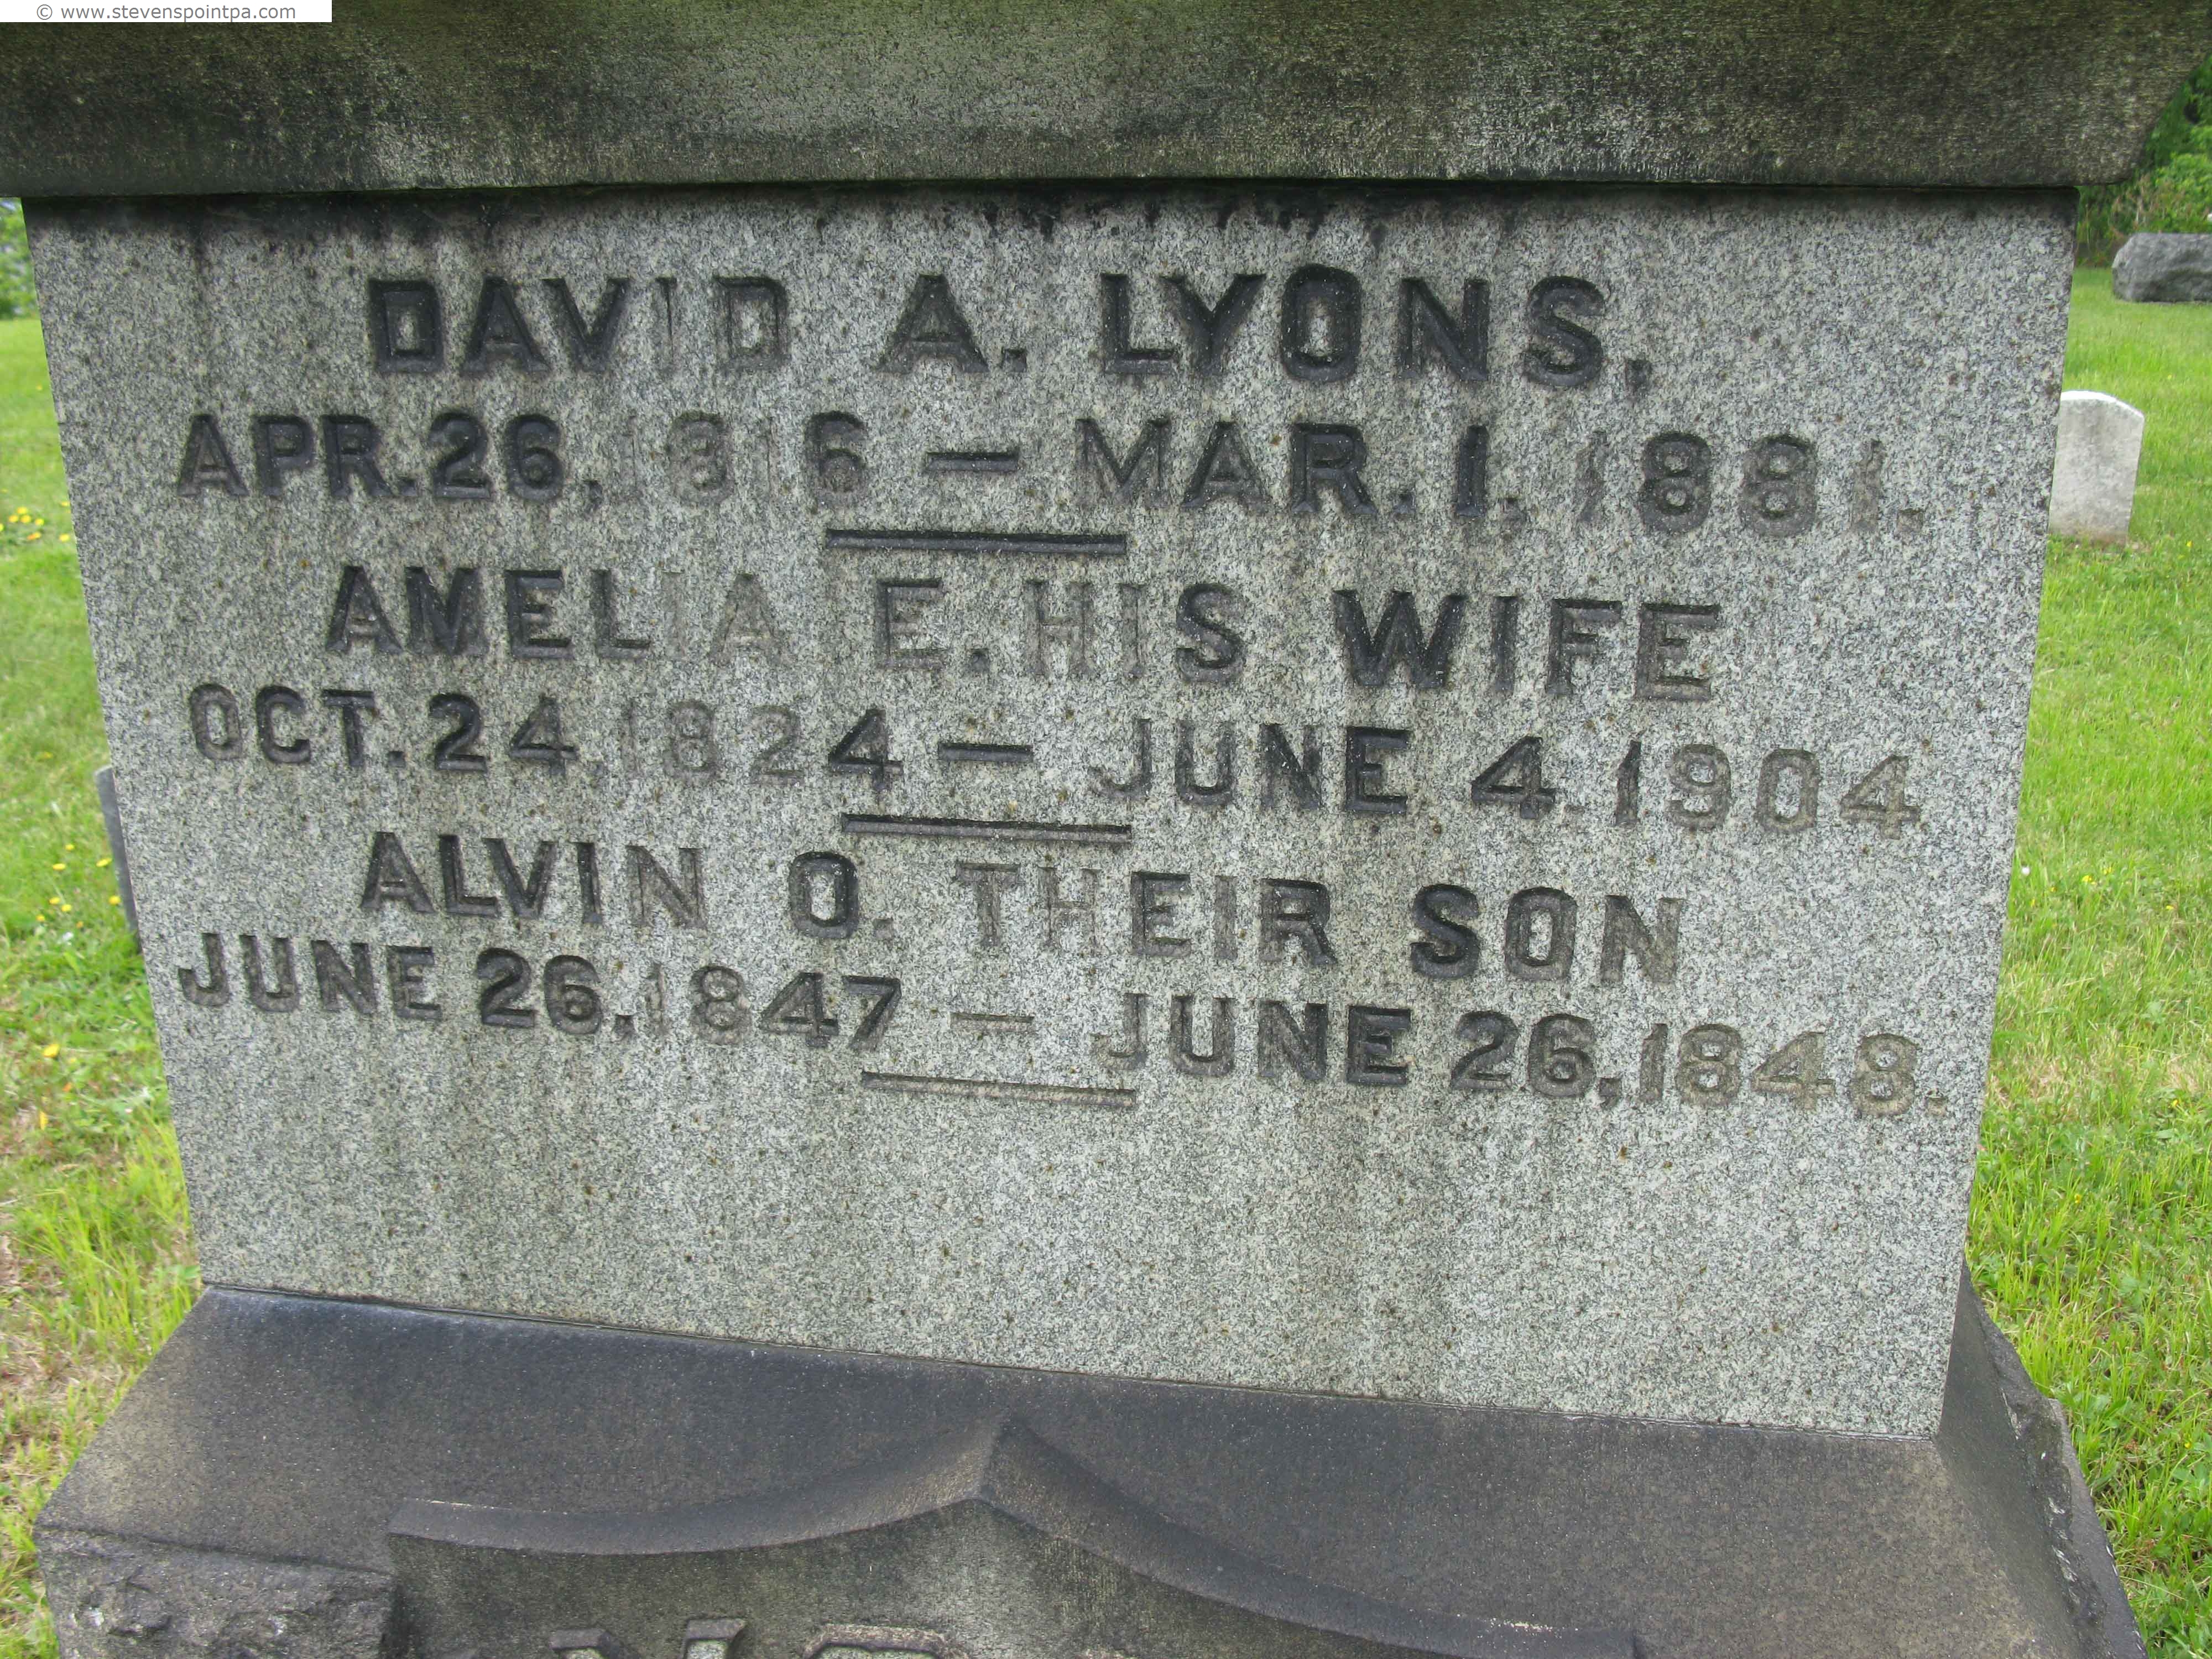 © www.stevenspointpa.com
DAVID A. LYONS,
APR. 26, 1816 — MAR. 1. 1881.
AMELIA E. HIS WIFE
OCT. 24. 1824 — JUNE 4. 1904
ALVIN O. THEIR SON
JUNE 26, 1847 — JUNE 26, 1848.